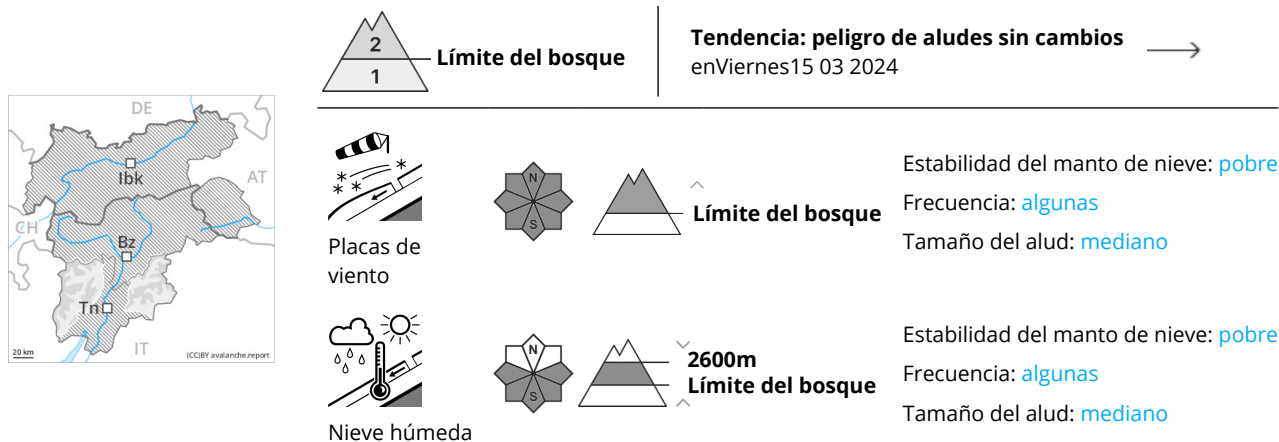 2
1
Límite del bosque
Tendencia: peligro de aludes sin cambios
enViernes15 03 2024
DE
Ibk
AT
CH
Bz
Tn
IT
20 km
(CC)BY avalanche.report
Placas de
viento
N
S
Límite del bosque
Estabilidad del manto de nieve: pobre
Frecuencia: algunas
Tamaño del alud: mediano
Nieve húmeda
N
S
2600m
Límite del bosque
Estabilidad del manto de nieve: pobre
Frecuencia: algunas
Tamaño del alud: mediano